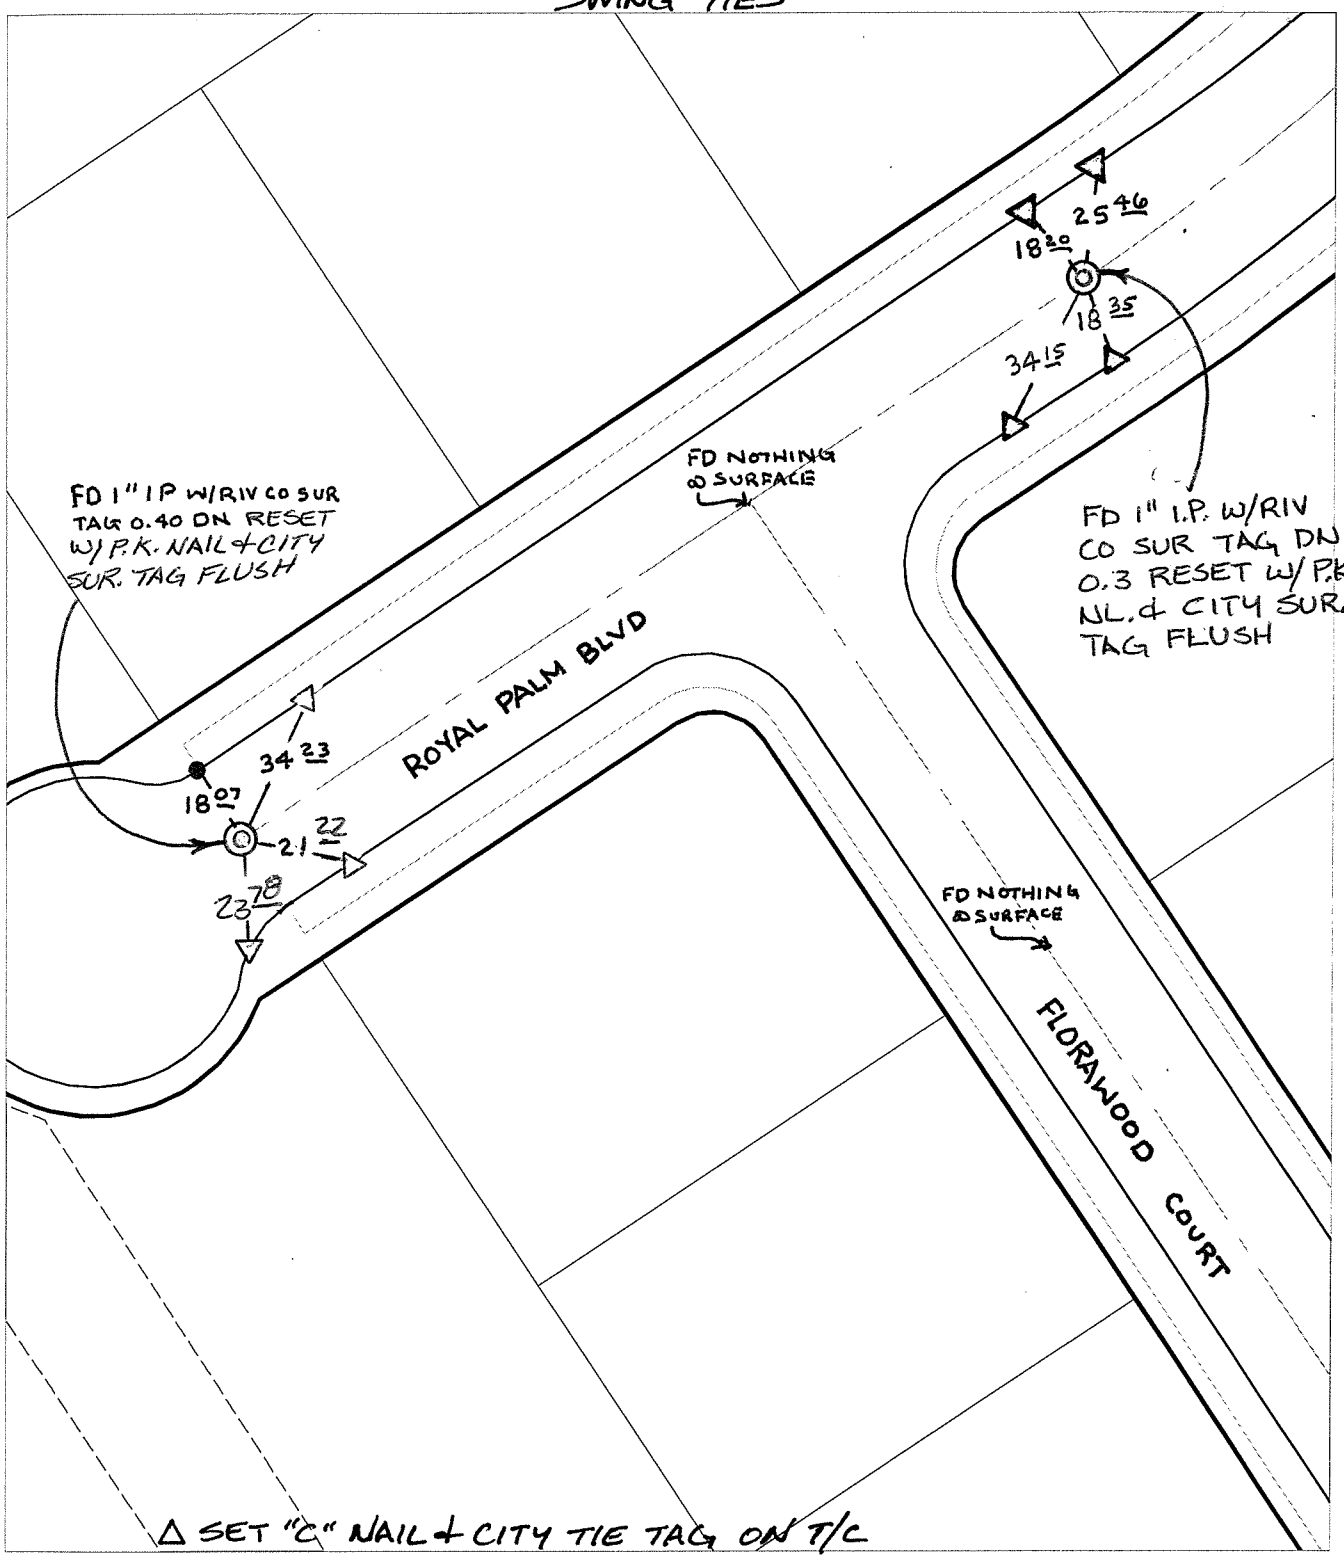 SWING TIES
25 46
18 20
18 35
34 15
FD NOTHING
@ SURFACE
FD 1" IP W/RIV CO SUR
TAG 0.40 DN RESET
W/ P.K. NAIL & CITY
SUR. TAG FLUSH
FD 1" I.P. W/RIV
CO SUR TAG DN
0.3 RESET W/ P.K
NL. & CITY SUR.
TAG FLUSH
ROYAL PALM BLVD
34 23
18 07
21 22
23 78
FD NOTHING
@ SURFACE
FLORAWOOD COURT
△ SET "C" NAIL & CITY TIE TAG ON T/C